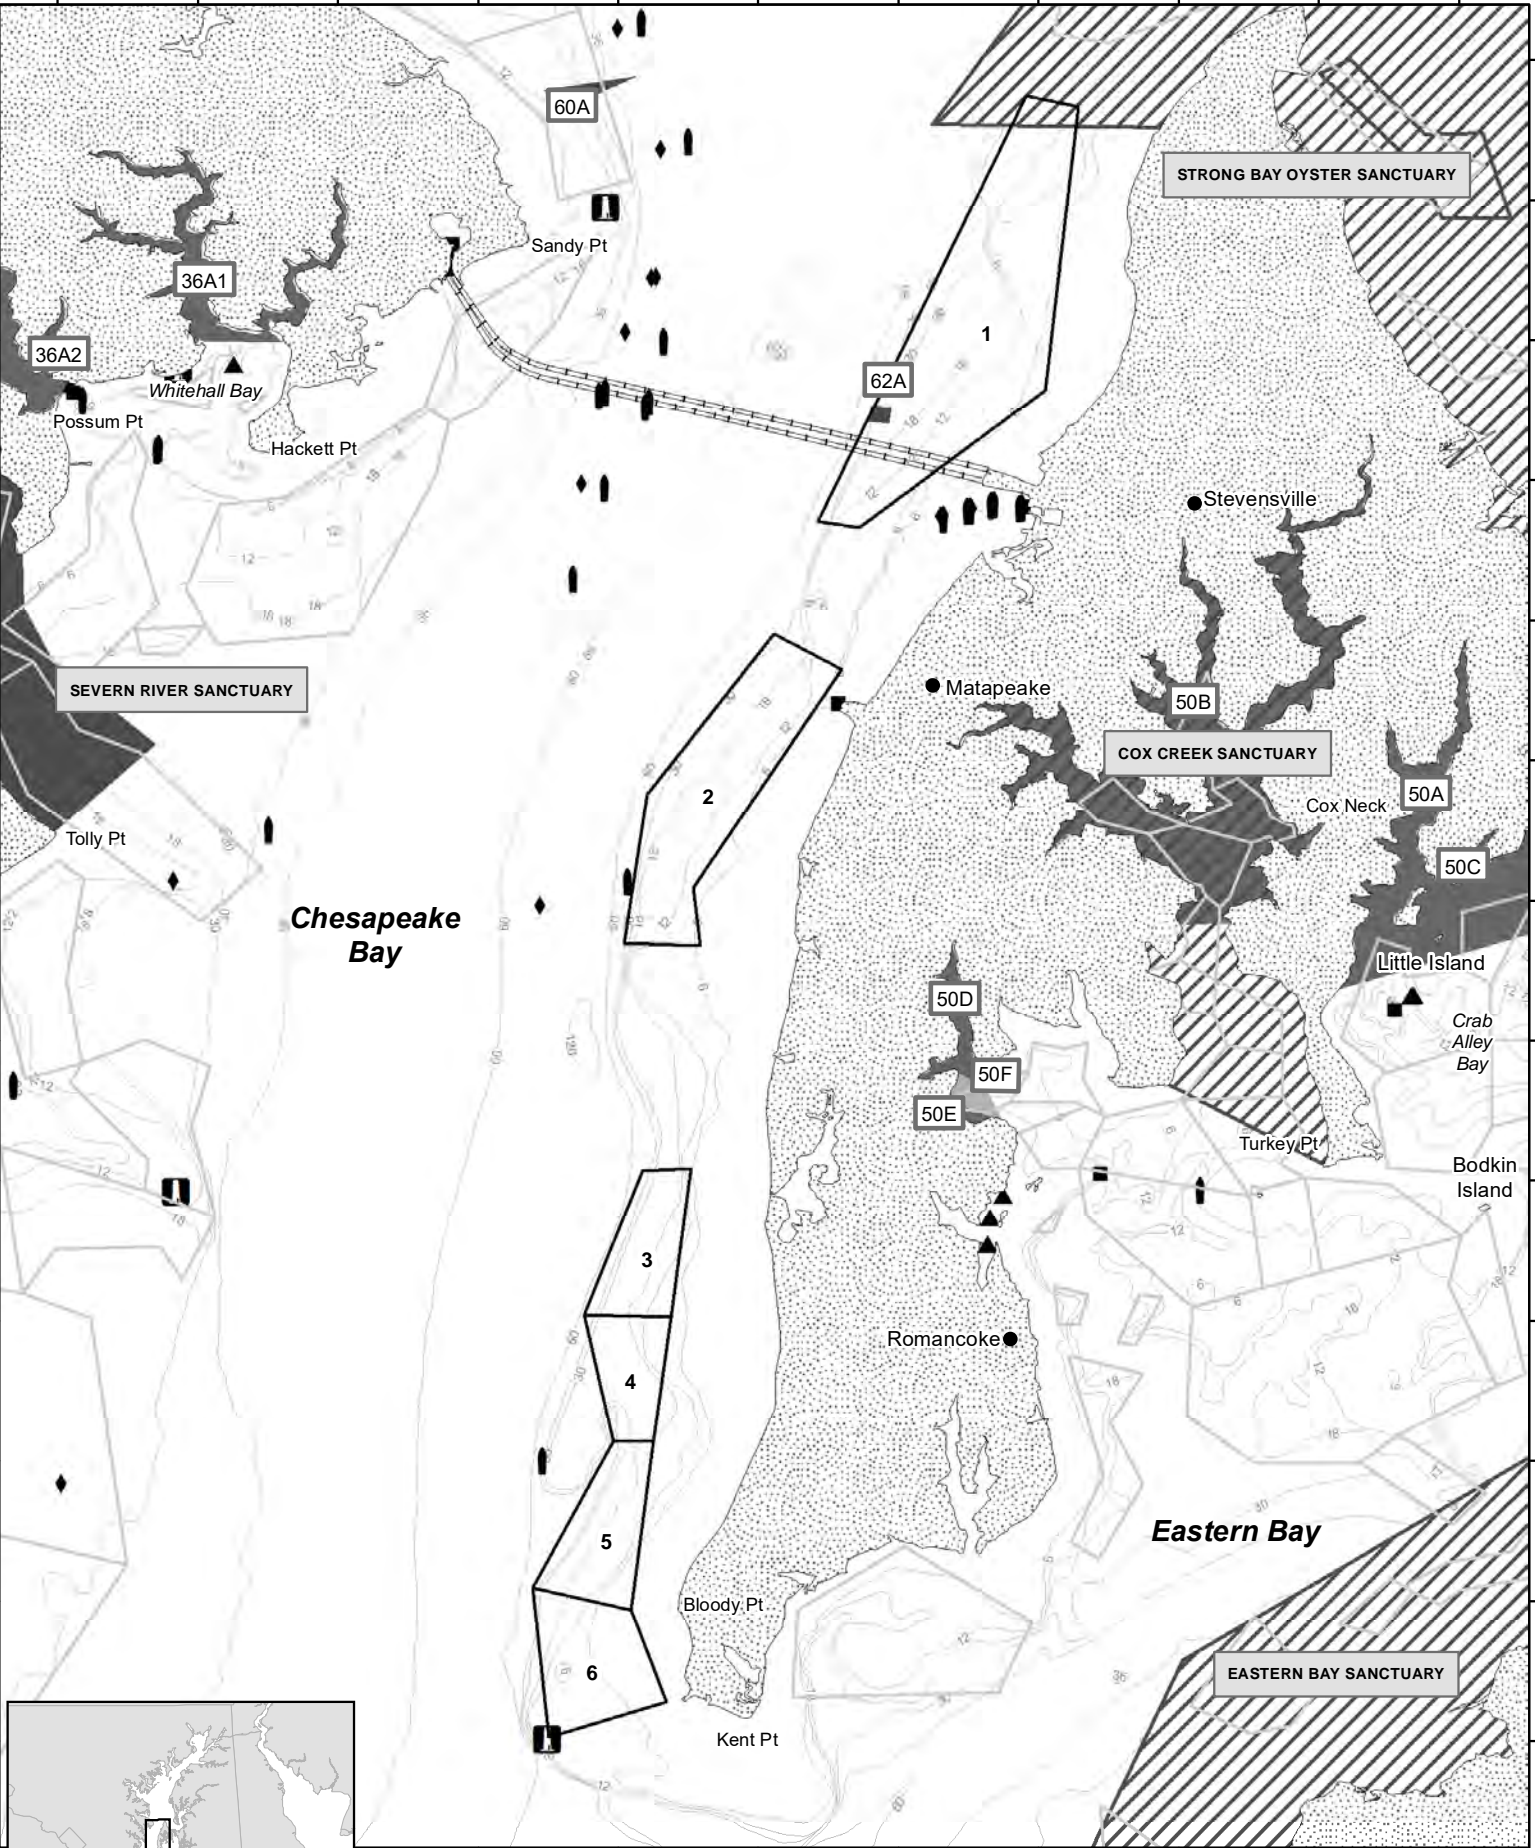 60A
STRONG BAY OYSTER SANCTUARY
Sandy Pt
36A1
1
36A2
62A
Whitehall Bay
Possum Pt
Hackett Pt
Stevensville
SEVERN RIVER SANCTUARY
Matapeake
50B
COX CREEK SANCTUARY
2
50A
Cox Neck
Tolly Pt
50C
Chesapeake
Bay
Little Island
50D
Crab
Alley
Bay
50F
50E
Turkey Pt
Bodkin
Island
3
Romancoke
4
5
Eastern Bay
Bloody Pt
6
EASTERN BAY SANCTUARY
Kent Pt